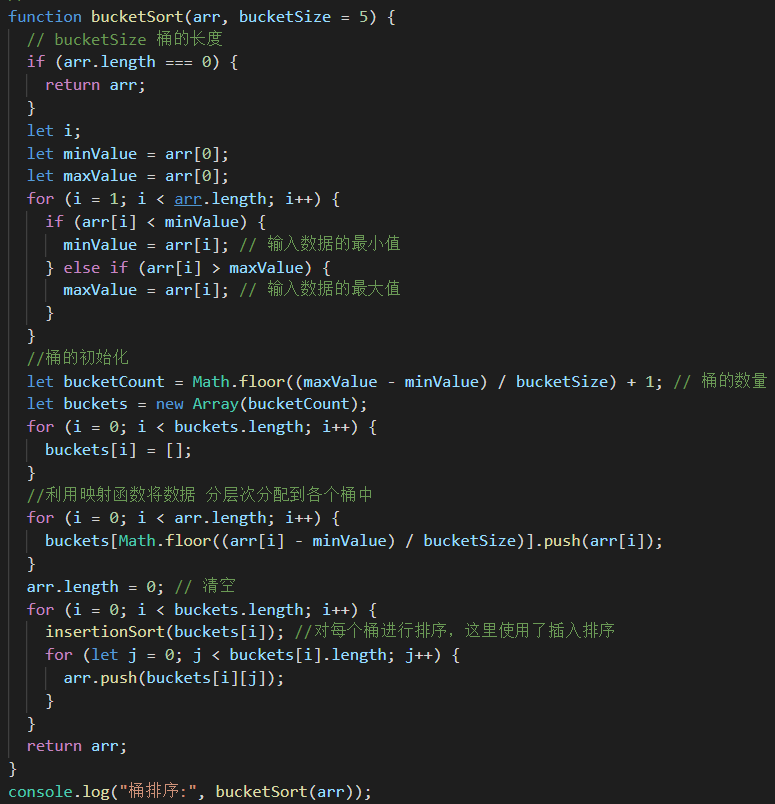 function bucketSort(arr, bucketSize = 5) {
// bucketSize 桶的长度
if (arr.length === 0) {
return arr;
}
let i;
let minValue = arr[0];
let maxValue = arr[0];
for (i = 1; i < arr.length; i++) {
if (arr[i] < minValue) {
minValue = arr[i]; // 输入数据的最小值
} else if (arr[i] > maxValue) {
maxValue = arr[i]; // 输入数据的最大值
}
}
//桶的初始化
let bucketCount = Math.floor((maxValue - minValue) / bucketSize) + 1; // 桶的数量
let buckets = new Array(bucketCount);
for (i = 0; i < buckets.length; i++) {
buckets[i] = [];
}
//利用映射函数将数据 分层次分配到各个桶中
for (i = 0; i < arr.length; i++) {
buckets[Math.floor((arr[i] - minValue) / bucketSize)].push(arr[i]);
}
arr.length = 0; // 清空
for (i = 0; i < buckets.length; i++) {
insertionSort(buckets[i]); //对每个桶进行排序，这里使用了插入排序
for (let j = 0; j < buckets[i].length; j++) {
arr.push(buckets[i][j]);
}
}
return arr;
}
console.log("桶排序:", bucketSort(arr));